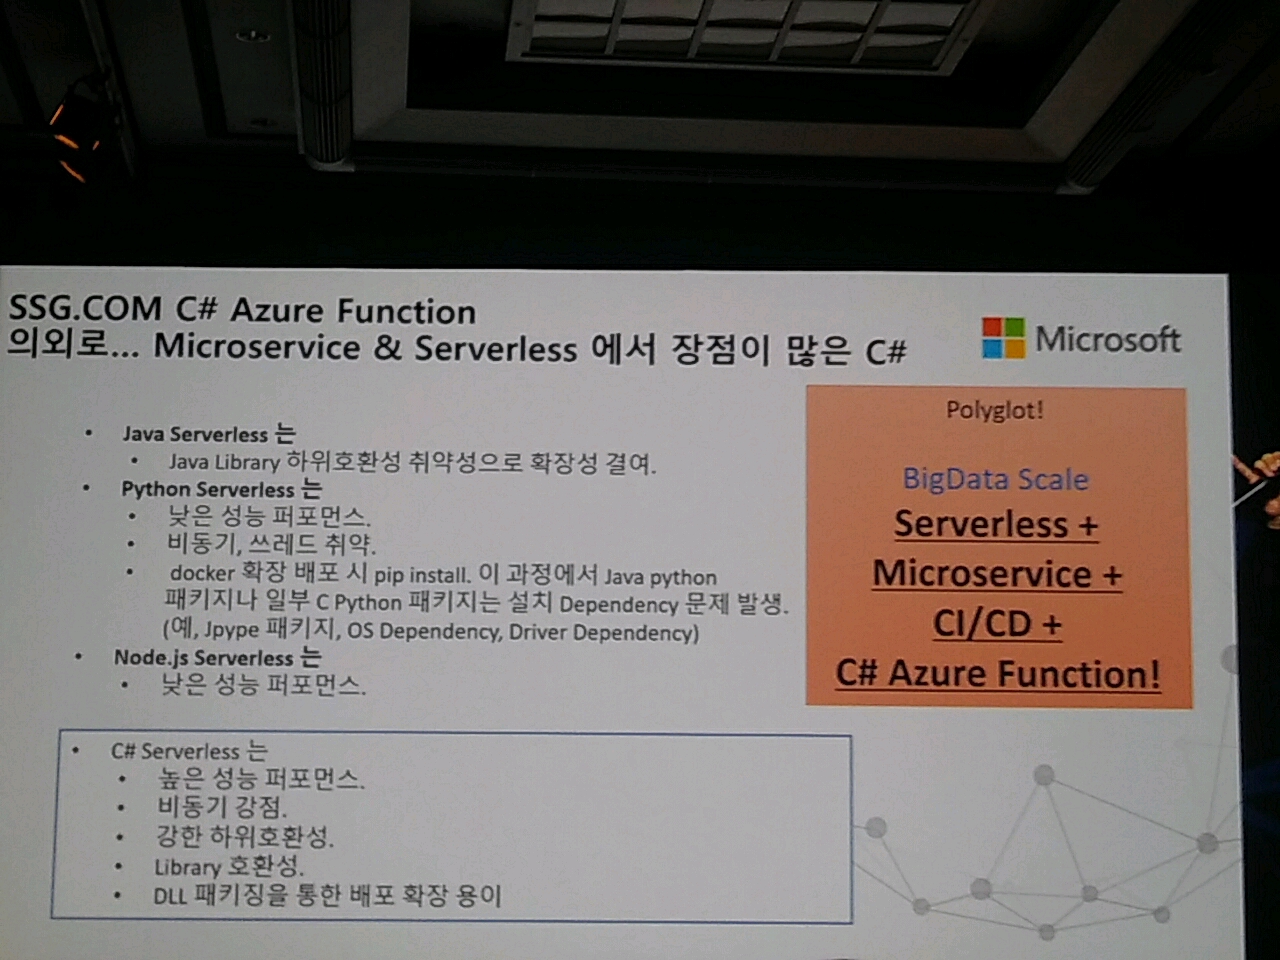 SSG.COM C# Azure Function
의외로... Microservice & Serverless 에서 장점이 많은 C#
Microsoft
• Java Serverless 는
• Java Library 하위호환성 취약성으로 확장성 결여.
• Python Serverless 는
• 낮은 성능 퍼포먼스.
• 비동기, 쓰레드 취약.
• docker 확장 배포 시 pip install. 이 과정에서 Java python
패키지나 일부 C Python 패키지는 설치 Dependency 문제 발생.
(예, Jpype 패키지, OS Dependency, Driver Dependency)
• Node.js Serverless 는
• 낮은 성능 퍼포먼스.
• C# Serverless 는
• 높은 성능 퍼포먼스.
• 비동기 강점.
• 강한 하위호환성.
• Library 호환성.
• DLL 패키징을 통한 배포 확장 용이
Polyglot!
BigData Scale
Serverless +
Microservice +
CI/CD +
C# Azure Function!